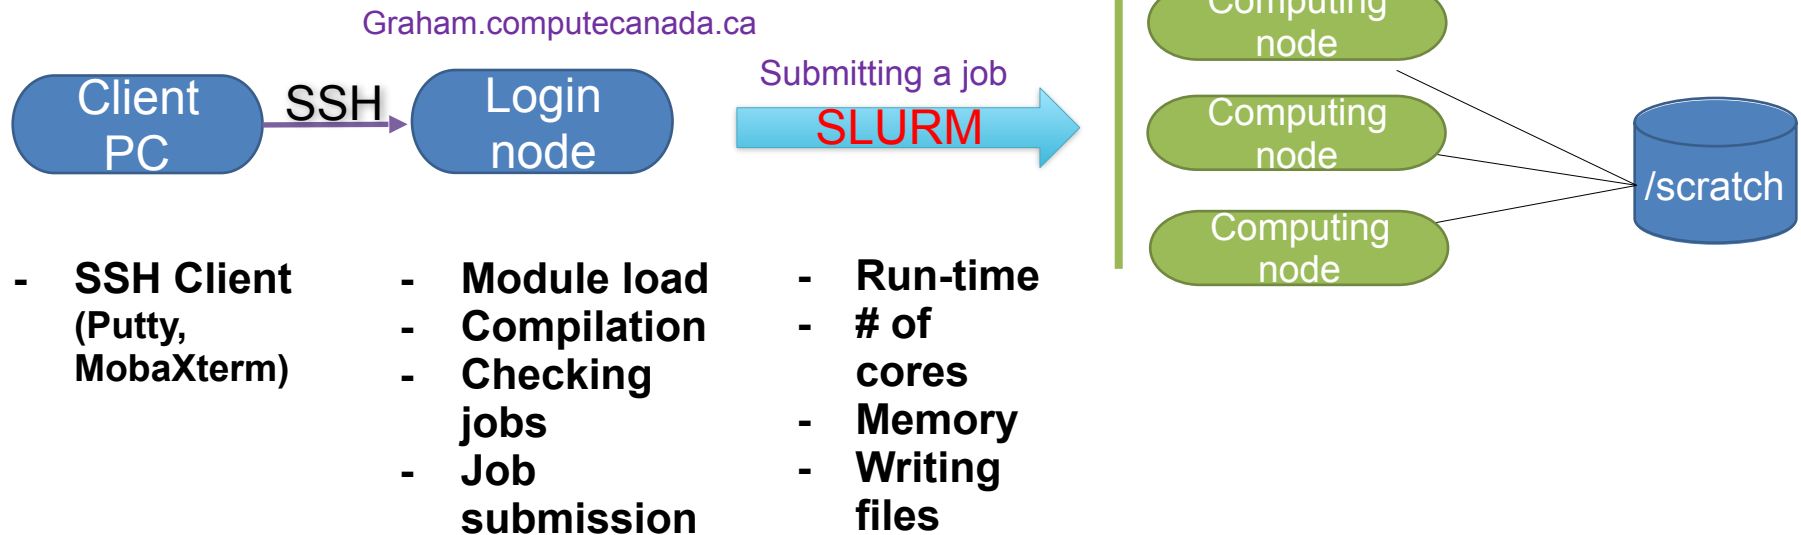 Graham.computecanada.ca
Client
PC
SSH
Login
node
Submitting a job
SLURM
Computing
node
Computing
node
Computing
node
/scratch
- SSH Client
(Putty,
MobaXterm)
- Module load
- Compilation
- Checking
jobs
- Job
submission
- Run-time
- # of
cores
- Memory
- Writing
files